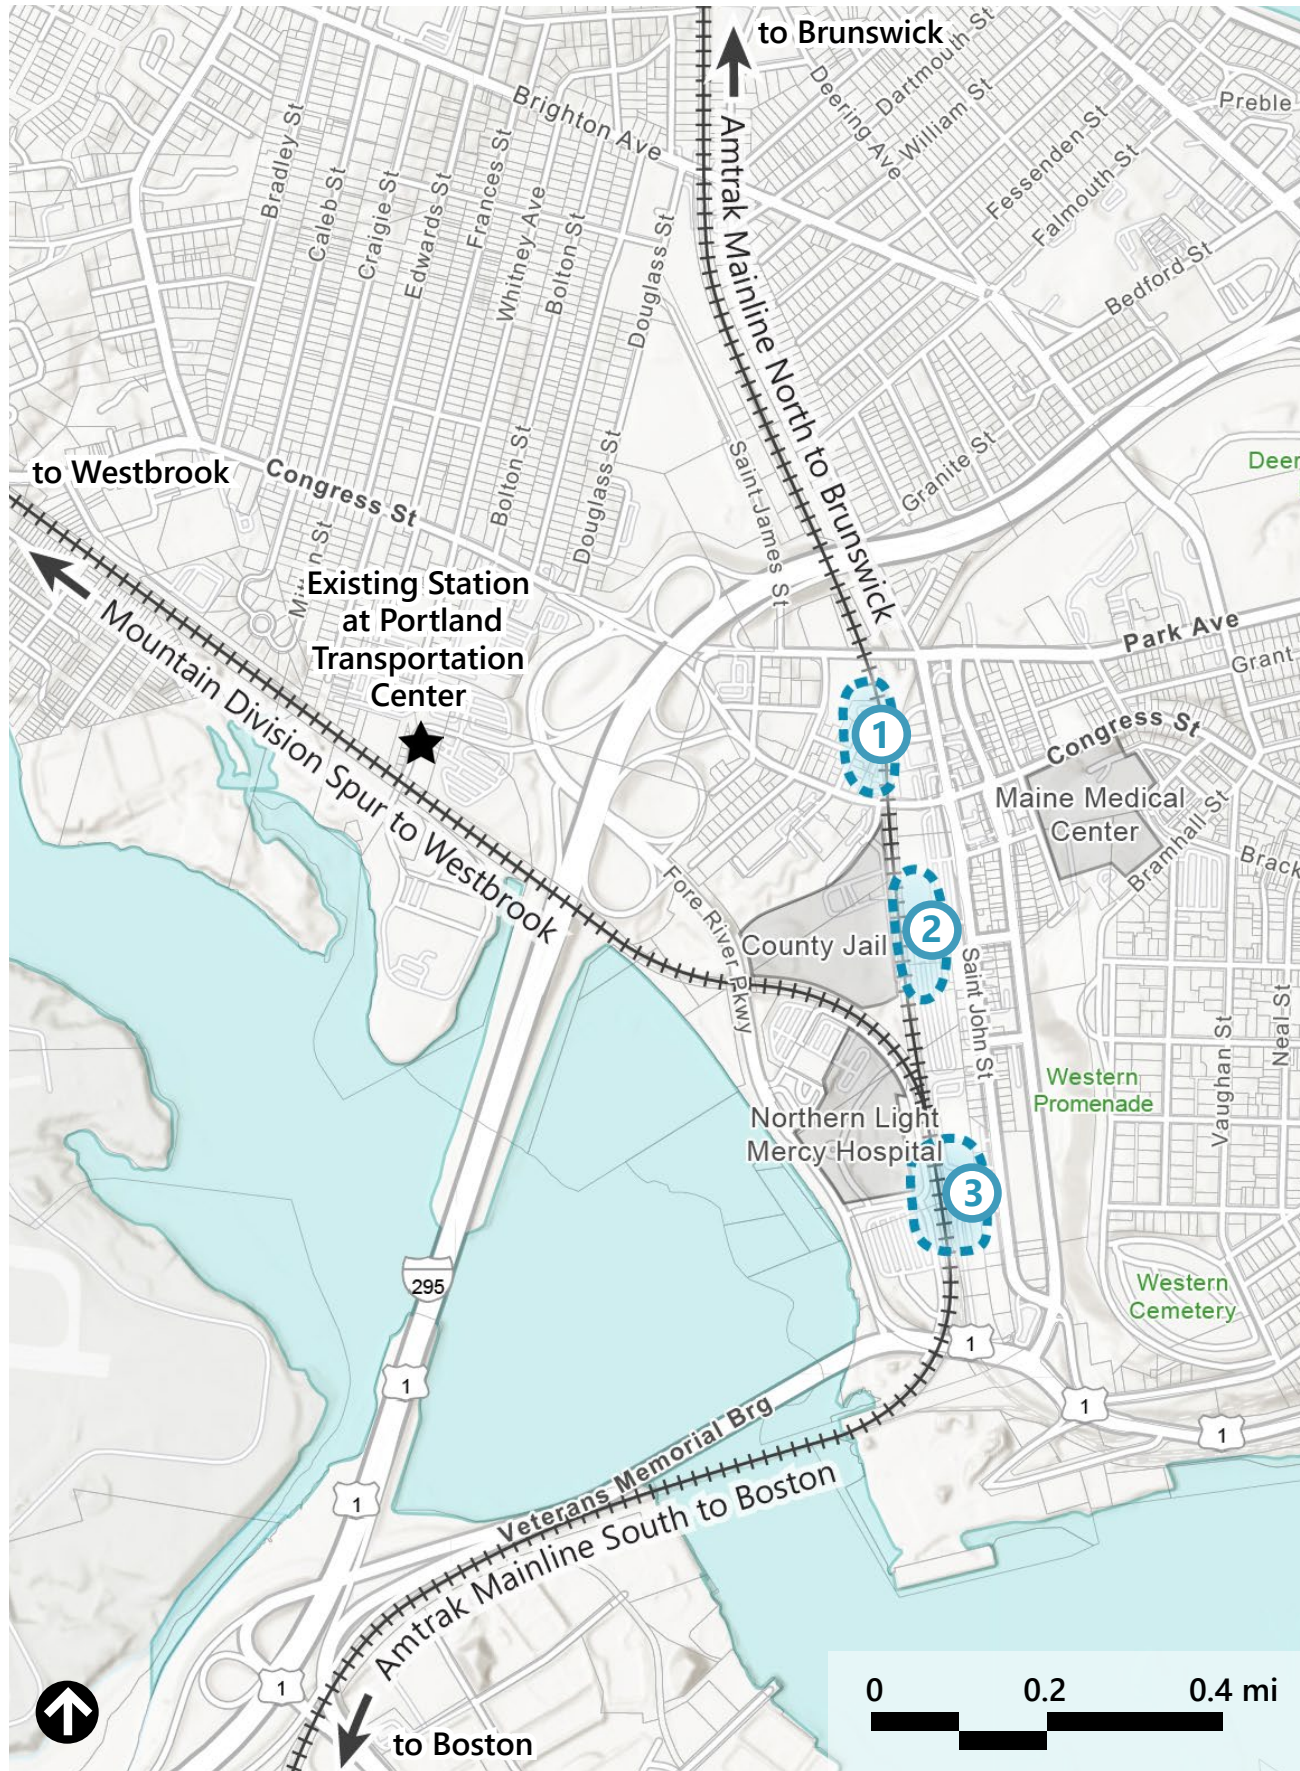 to Brunswick
Amtrak Mainline North to Brunswick
Brighton Ave
Dartmouth St
Deering Ave
William St
Preble
Fessenden St
Falmouth St
Bedford St
Bradley St
Caleb St
Craigie St
Edwards St
Frances St
Whitney Ave
Bolton St
Douglass St
to Westbrook
Congress St
Bolton St
Douglass St
Saint James St
Granite St
Deer
Existing Station
at Portland
Transportation
Center
Mountain Division Spur to Westbrook
Park Ave
Grant
1
Congress St
Maine Medical
Center
Bramhall St
Brack
Fore River Pkwy
County Jail
2
Saint John St
Neal St
Vaughan St
Western
Promenade
Northern Light
Mercy Hospital
3
Western
Cemetery
295
1
1
1
1
1
1
Veterans Memorial Brg
Amtrak Mainline South to Boston
to Boston
0 0.2 0.4 mi